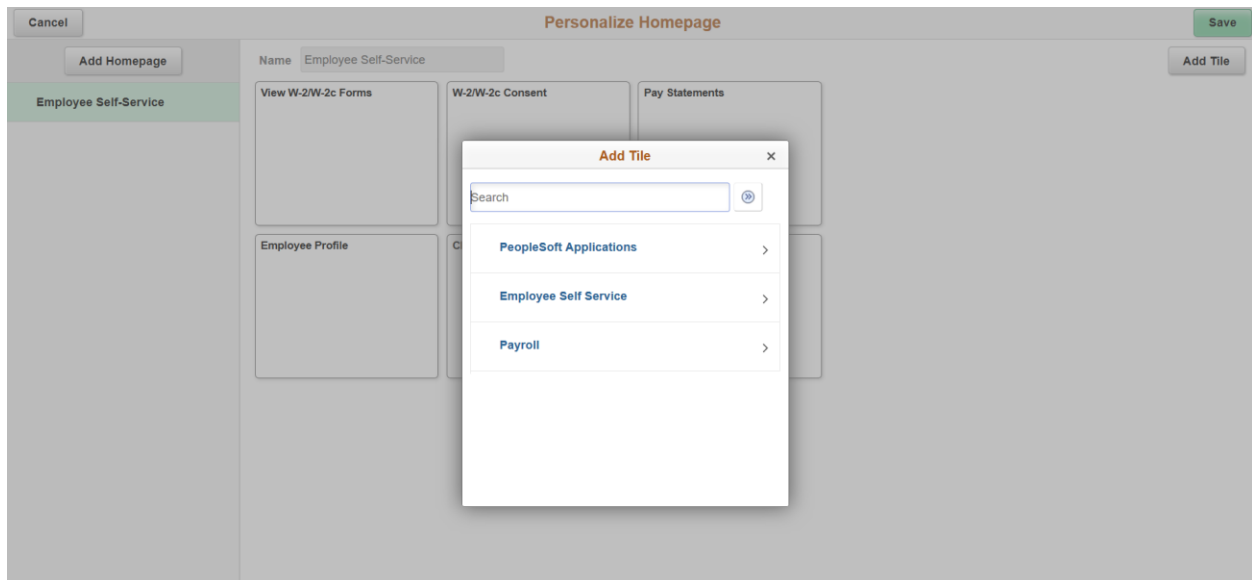 Cancel
Personalize Homepage
Save
Add Homepage
Name
Employee Self-Service
Add Tile
Employee Self-Service
View W-2/W-2c Forms
W-2/W-2c Consent
Pay Statements
Add Tile
Search
PeopleSoft Applications
Employee Self Service
Payroll
Employee Profile